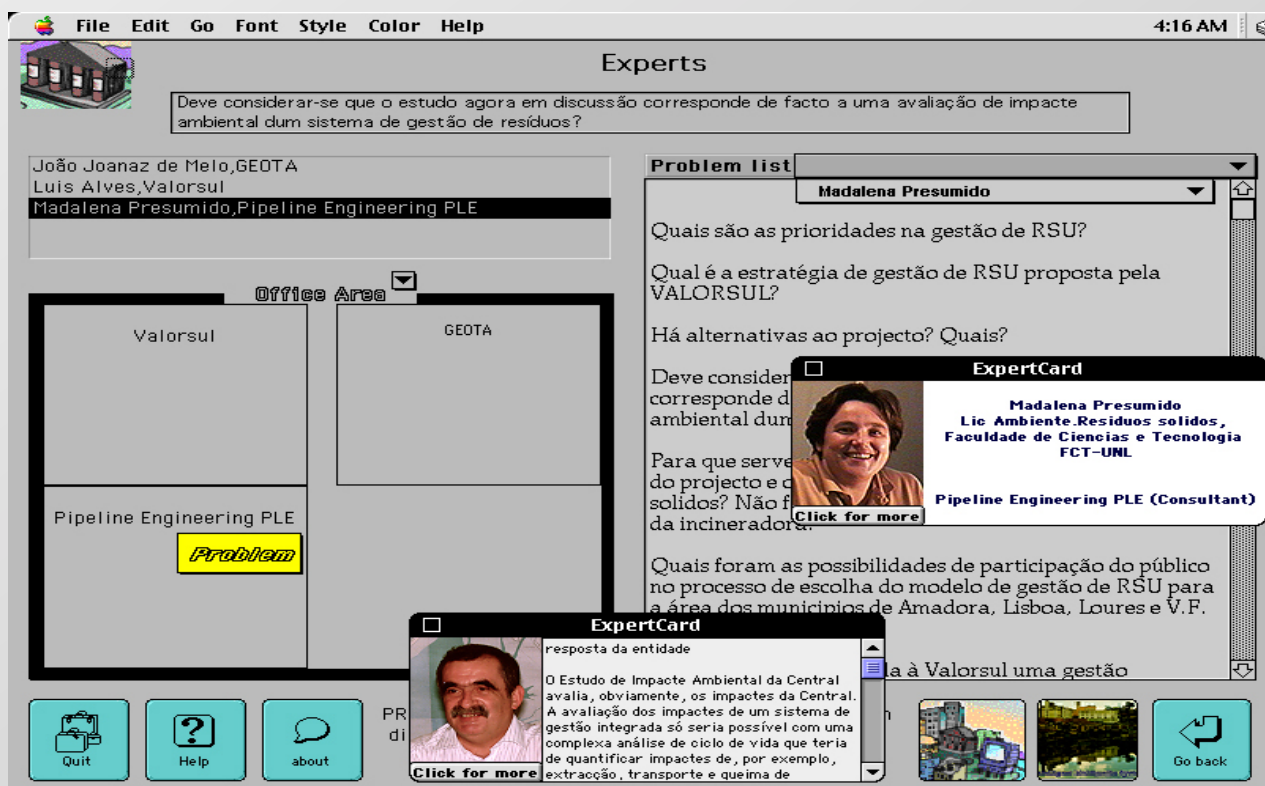 File Edit Go Font Style Color Help
4:16 AM
Experts
Deve considerar-se que o estudo agora em discussão corresponde de facto a uma avaliação de impacte
ambiental dum sistema de gestão de resíduos?
João Joanaz de Melo,GEOTA
Luis Alves,Valorsul
Madalena Presumido,Pipeline Engineering PLE
Office Area
Valorsul
GEOTA
Pipeline Engineering PLE
Problem
Problem list
Madalena Presumido
Quais são as prioridades na gestão de RSU?
Qual é a estratégia de gestão de RSU proposta pela
VALORSUL?
Há alternativas ao projecto? Quais?
Deve consider
corresponde d
ambiental dum
Para que serve
do projecto e
solidos? Não f
da incineradora?
Quais foram as possibilidades de participação do público
no processo de escolha do modelo de gestão de RSU para
a área dos municipios de Amadora, Lisboa, Loures e V.F.
la à Valorsul uma gestão
ExpertCard
Madalena Presumido
Lic Ambiente.Residuos solidos,
Faculdade de Ciencias e Tecnologia
FCT-UNL
Pipeline Engineering PLE (Consultant)
Click for more
ExpertCard
resposta da entidade
O Estudo de Impacte Ambiental da Central
avalia, obviamente, os impactes da Central.
A avaliação dos impactes de um sistema de
gestão integrada só seria possível com uma
complexa análise de ciclo de vida que teria
de quantificar impactes de, por exemplo,
extracção, transporte e queima de
Click for more
PR
di
Quit
Help
about
Go back